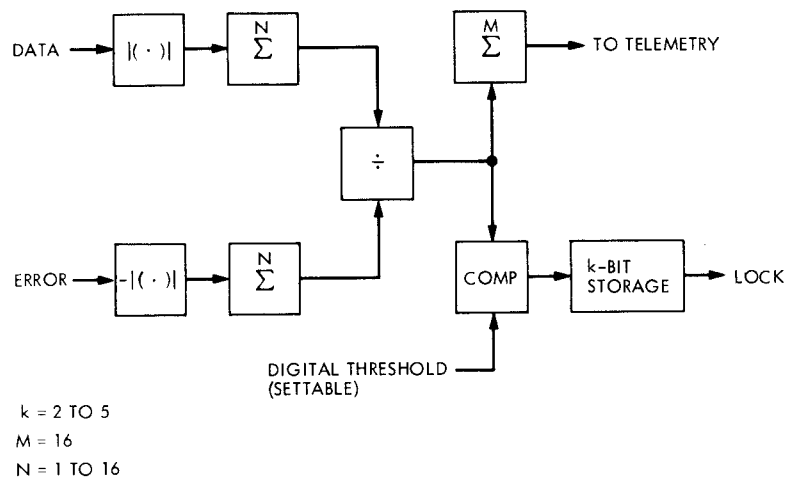 DATA
|(·)|
N
Σ
M
Σ
TO TELEMETRY
÷
ERROR
-|(·)|
N
Σ
COMP
k-BIT
STORAGE
LOCK
DIGITAL THRESHOLD
(SETTABLE)
k = 2 TO 5
M = 16
N = 1 TO 16